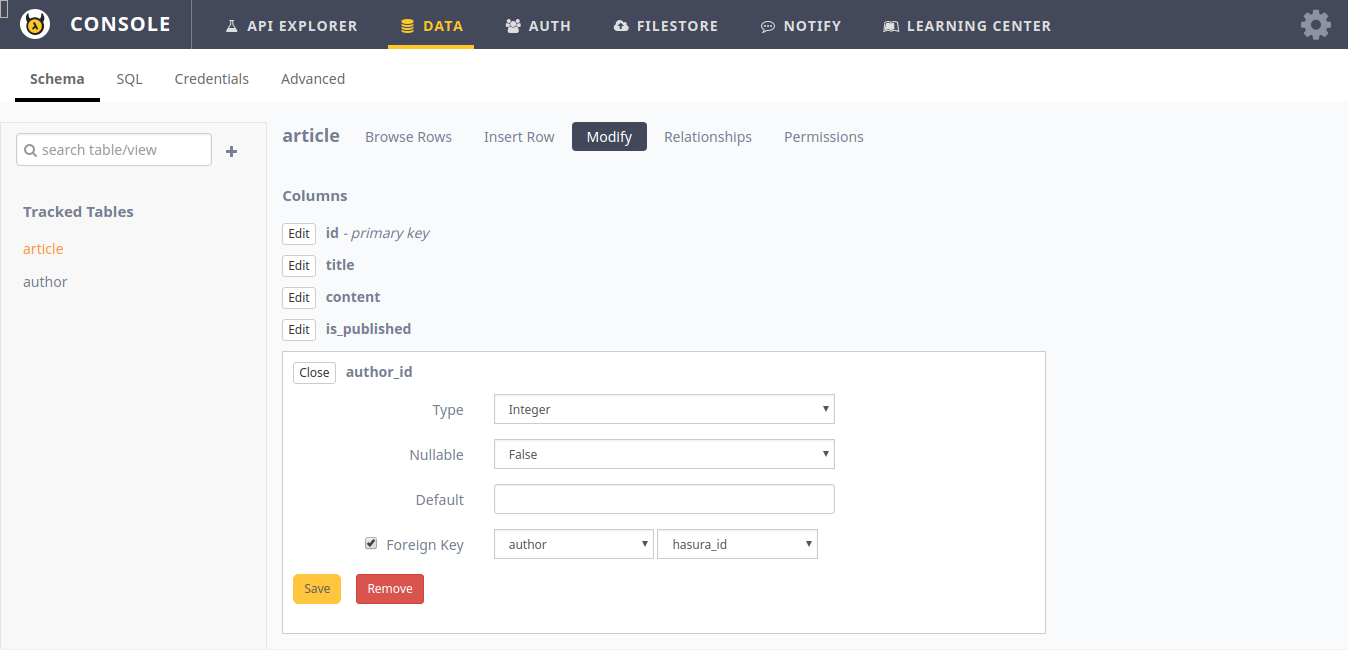 CONSOLE API EXPLORER DATA AUTH FILESTORE NOTIFY LEARNING CENTER
Schema SQL Credentials Advanced
search table/view
Tracked Tables
article
author
article Browse Rows Insert Row Modify Relationships Permissions
Columns
Edit id - primary key
Edit title
Edit content
Edit is_published
Close author_id
Type Integer
Nullable False
Default
Foreign Key author hasura_id
Save Remove